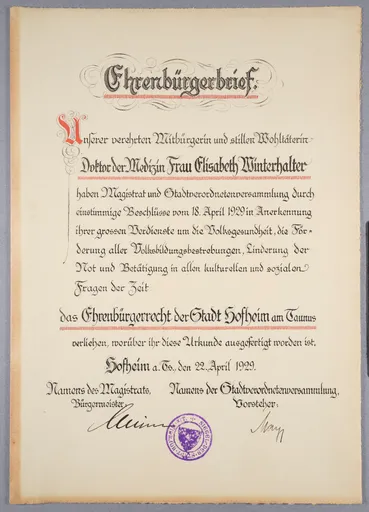 Ehrenbürgerbrief.
Unserer verehrten Mitbürgerin und stillen Wohltäterin
Doktor der Medizin Frau Elisabeth Winterhalter
haben Magistrat und Stadtverordnetenversammlung durch
einstimmige Beschlüsse vom 18. April 1929 in Anerkennung
ihrer grossen Verdienste um die Volksgesundheit, die För-
derung aller Volksbildungsbestrebungen, Linderung der
Not und Betätigung in allen kulturellen und sozialen
Fragen der Zeit
das Ehrenbürgerrecht der Stadt Hofheim am Taunus
verliehen, worüber ihr diese Urkunde ausgefertigt worden ist.
Hofheim a. Ts., den 22. April 1929.
Namens des Magistrats, Namens der Stadtverordnetenversammlung,
Bürgermeister Vorsteher: